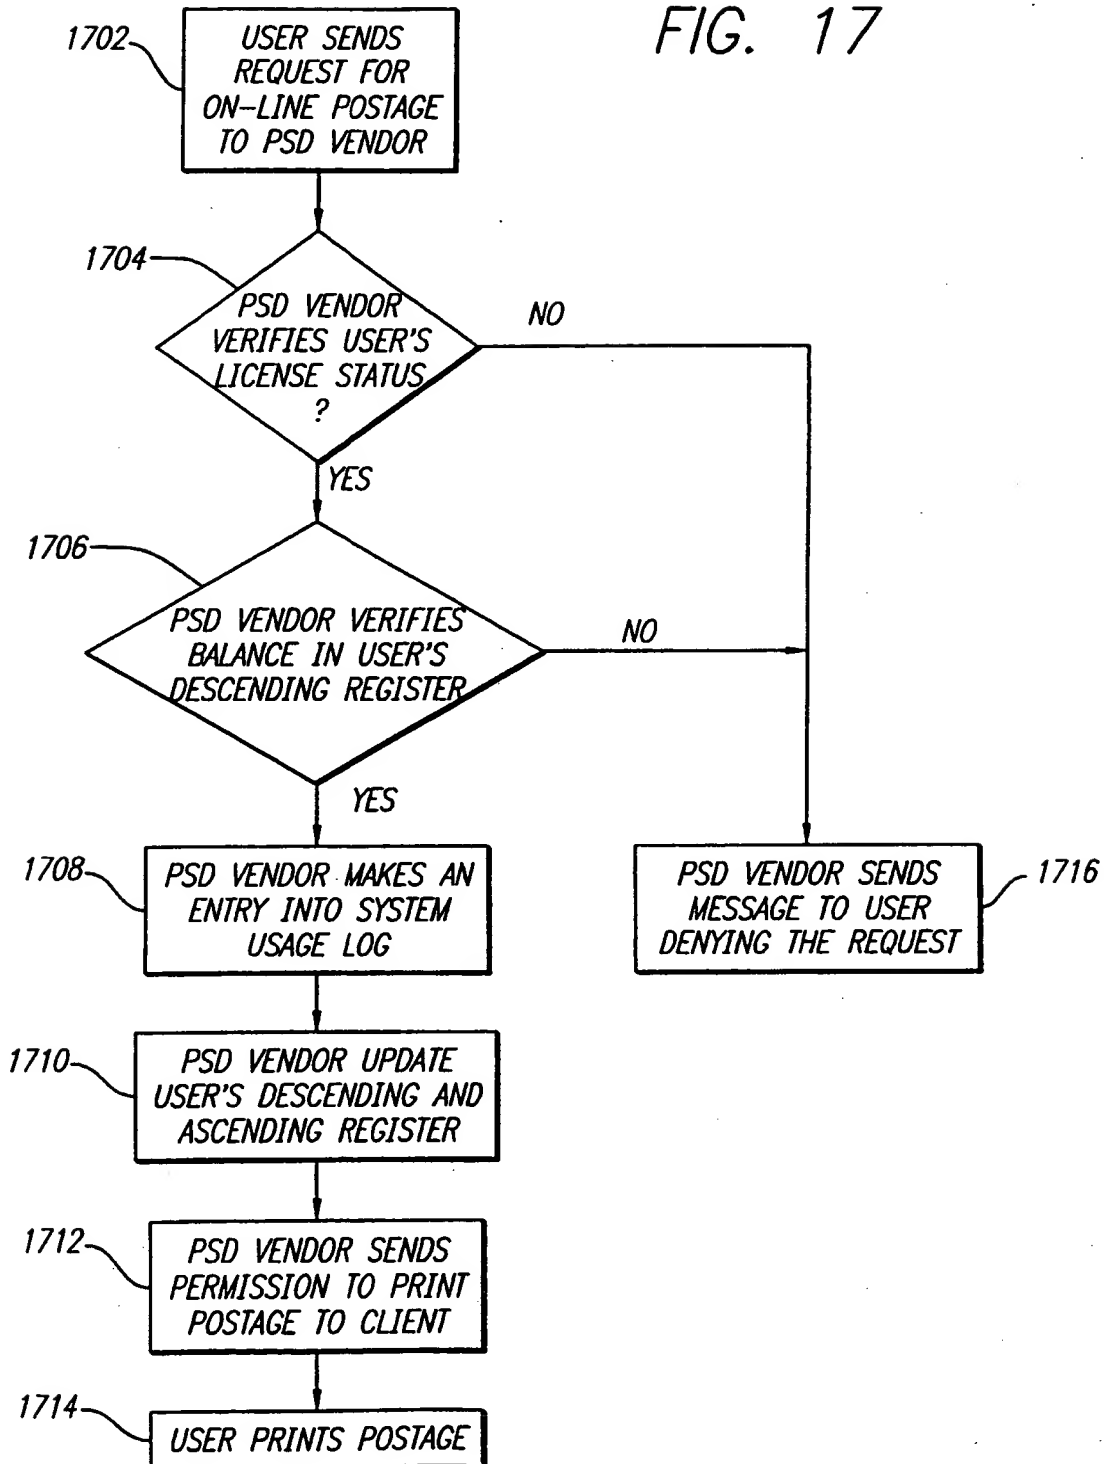 FIG. 17
1702
USER SENDS
REQUEST FOR
ON-LINE POSTAGE
TO PSD VENDOR
1704
PSD VENDOR
VERIFIES USER'S
LICENSE STATUS
?
NO
YES
1706
PSD VENDOR VERIFIES
BALANCE IN USER'S
DESCENDING REGISTER
NO
YES
1708
PSD VENDOR MAKES AN
ENTRY INTO SYSTEM
USAGE LOG
PSD VENDOR SENDS
MESSAGE TO USER
DENYING THE REQUEST
1716
1710
PSD VENDOR UPDATE
USER'S DESCENDING AND
ASCENDING REGISTER
1712
PSD VENDOR SENDS
PERMISSION TO PRINT
POSTAGE TO CLIENT
1714
USER PRINTS POSTAGE